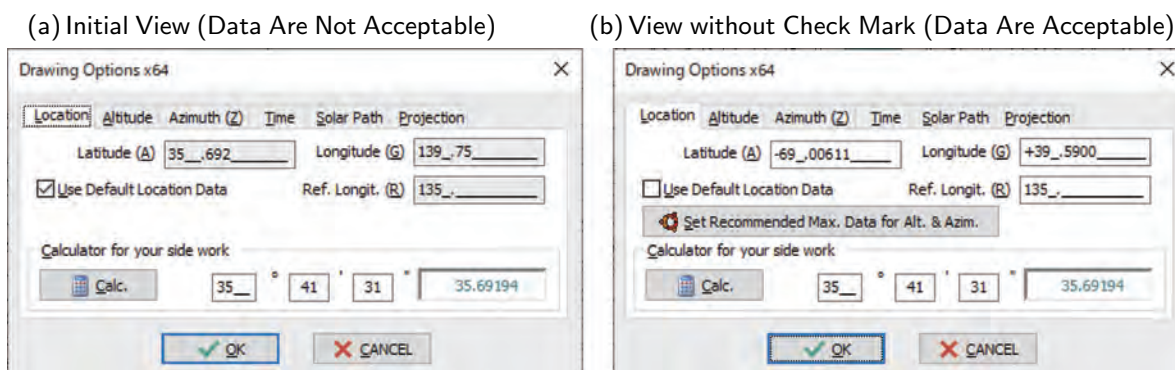 (a) Initial View (Data Are Not Acceptable)
Drawing Options x64
Location Altitude Azimuth (Z) Time Solar Path Projection
Latitude (A) 35__.692_______ Longitude (G) 139_.75________
Use Default Location Data Ref. Longit. (R) 135_.__________
Calculator for your side work
Calc. 35__ ° 41 ' 31 " 35.69194
OK CANCEL
(b) View without Check Mark (Data Are Acceptable)
Drawing Options x64
Location Altitude Azimuth (Z) Time Solar Path Projection
Latitude (A) -69_.00611_____ Longitude (G) +39_.5900______
Use Default Location Data Ref. Longit. (R) 135_.__________
Set Recommended Max. Data for Alt. & Azim.
Calculator for your side work
Calc. 35__ ° 41 ' 31 " 35.69194
OK CANCEL